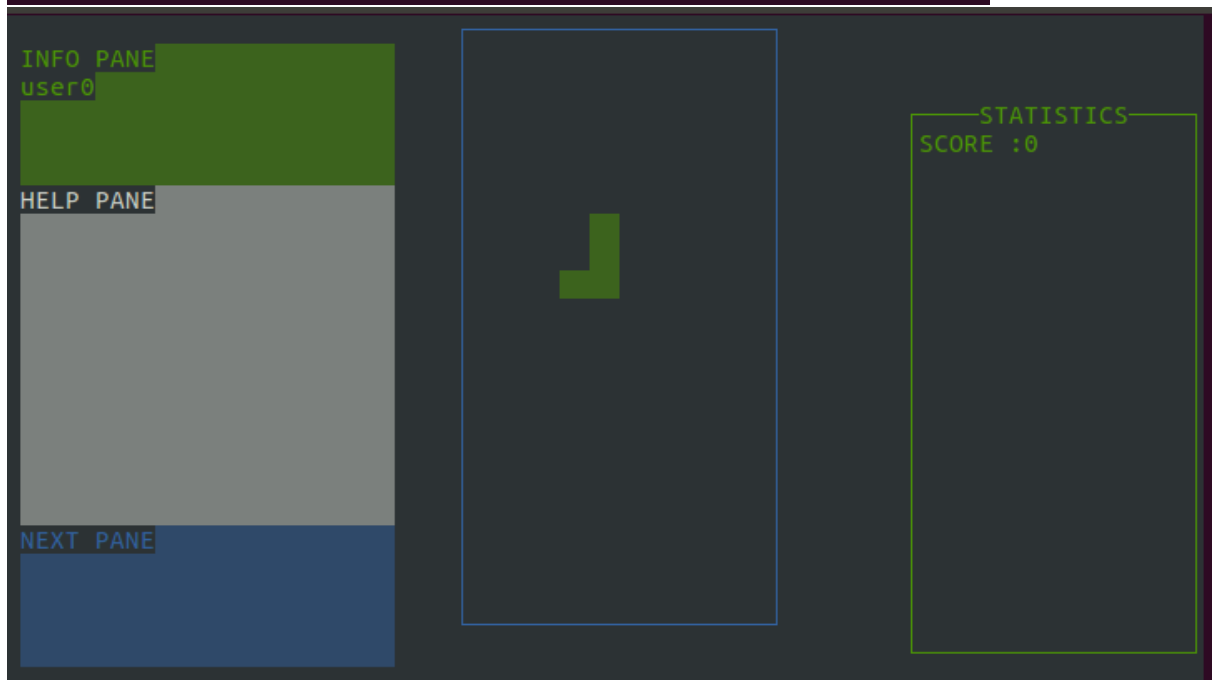 INFO PANE
user0
HELP PANE
NEXT PANE
STATISTICS
SCORE :0